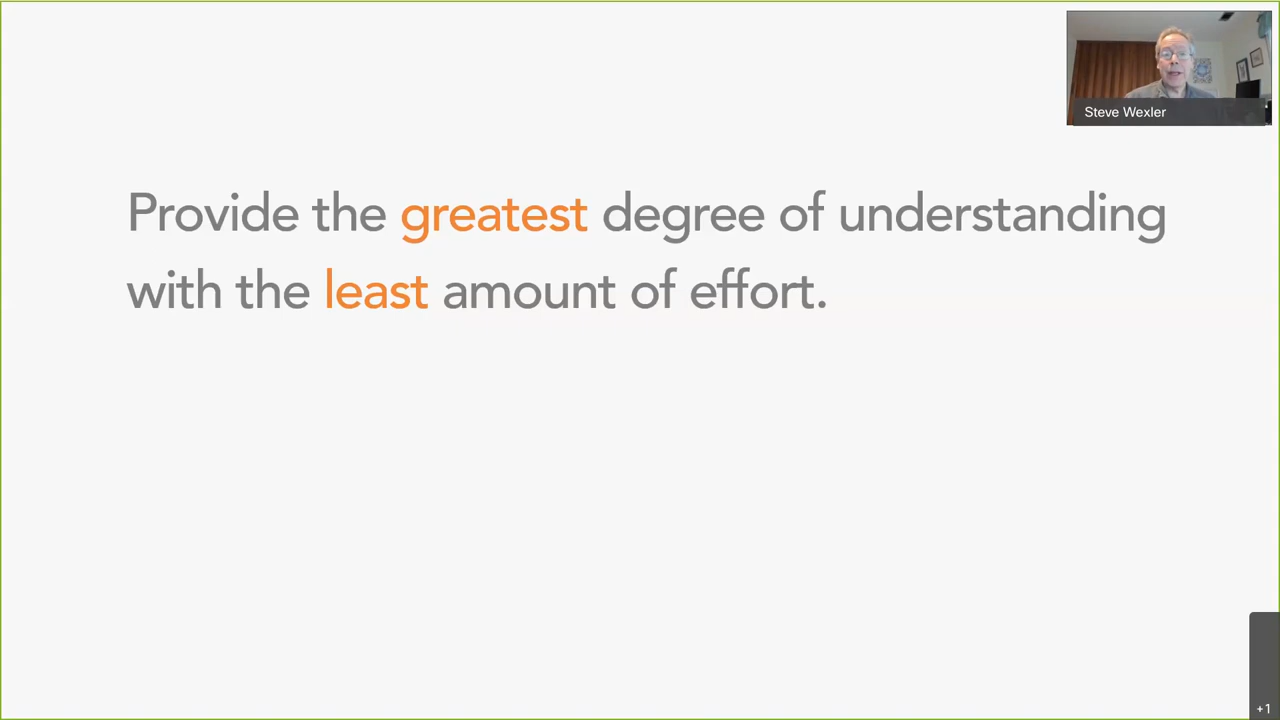 Steve Wexler
Provide the greatest degree of understanding
with the least amount of effort.
+1